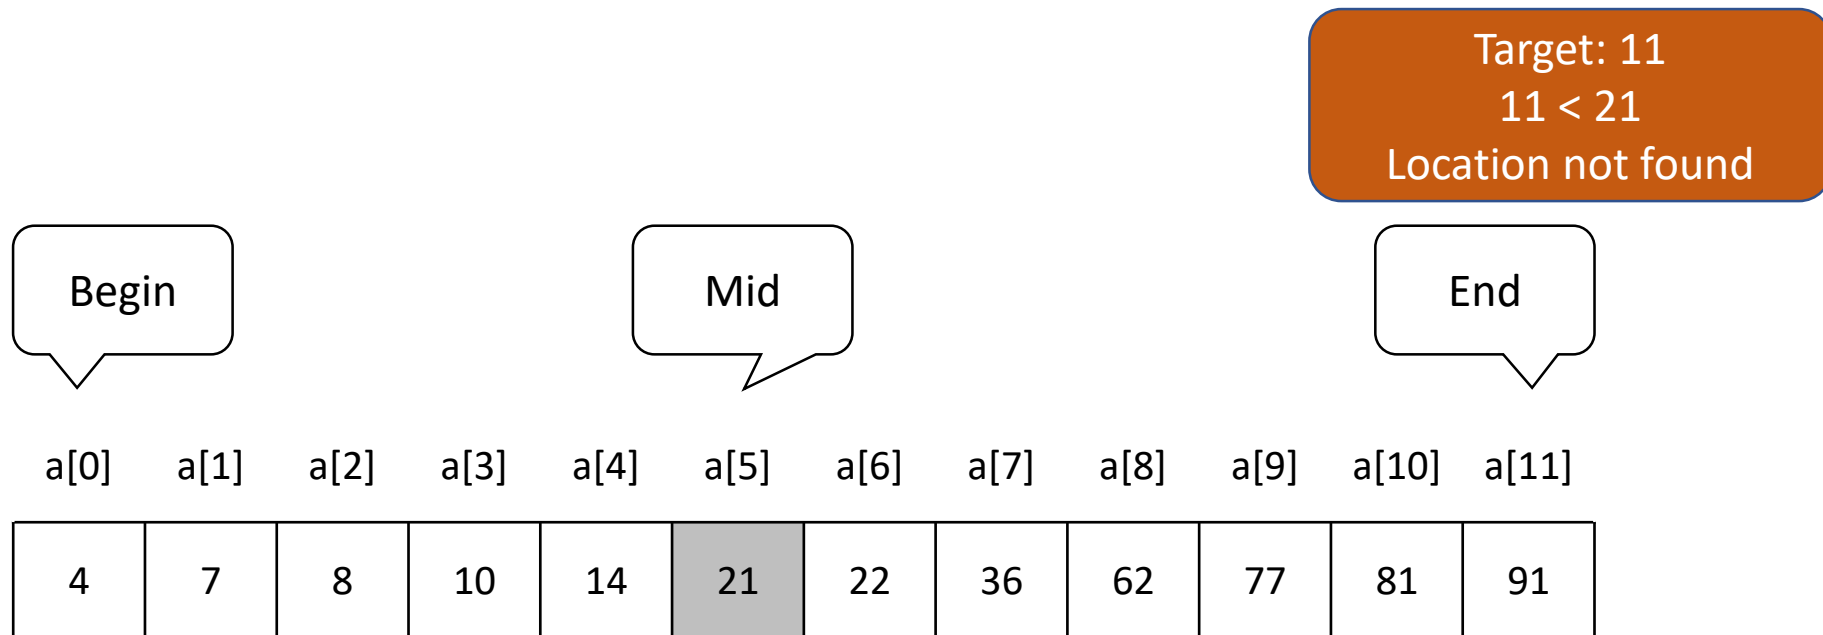 Target: 11
11 < 21
Location not found
Begin Mid End
a[0] a[1] a[2] a[3] a[4] a[5] a[6] a[7] a[8] a[9] a[10] a[11]
4 7 8 10 14 21 22 36 62 77 81 91